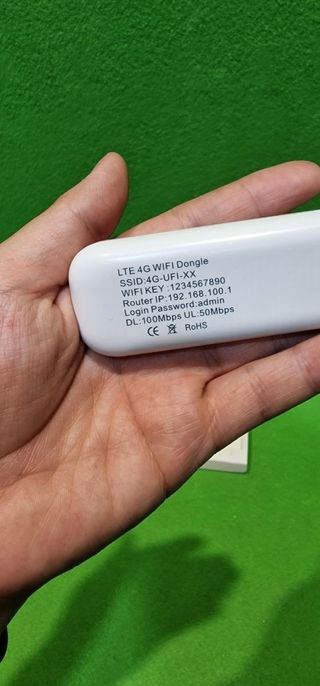 LTE 4G WIFI Dongle
SSID:4G-UFI-XX
WIFI KEY :1234567890
Router IP:192.168.100.1
Login Password:admin
DL:100Mbps UL:50Mbps
CE RoHS